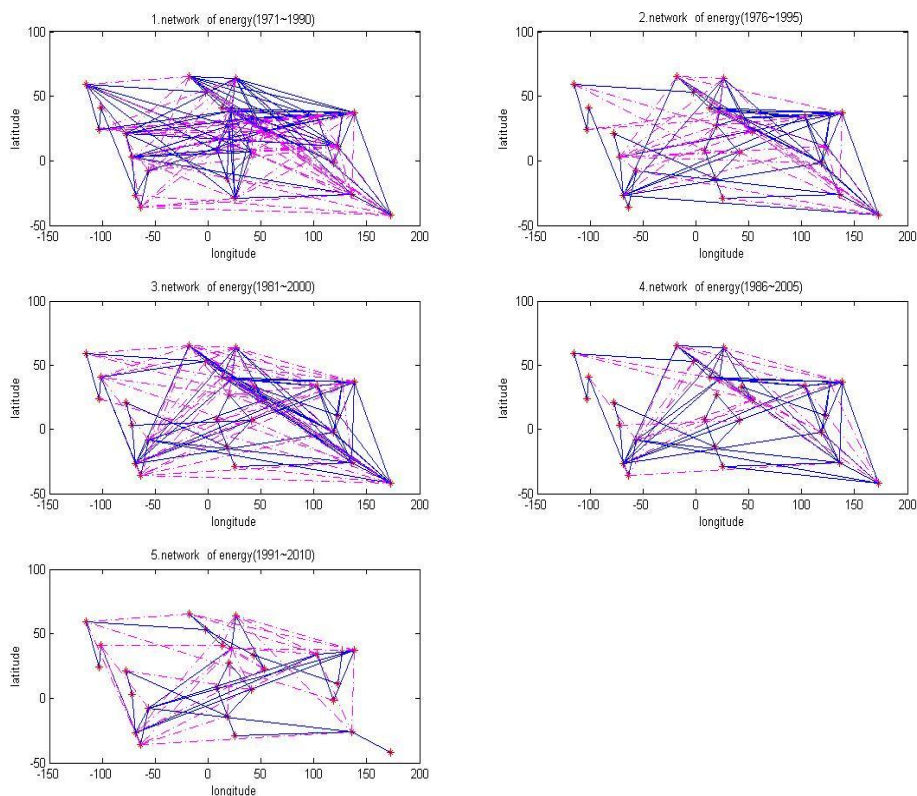 1.network of energy(1971~1990)
100
50
0
-50
-150 -100 -50 0 50 100 150 200
latitude
longitude
2.network of energy(1976~1995)
100
50
0
-50
-150 -100 -50 0 50 100 150 200
latitude
longitude
3.network of energy(1981~2000)
100
50
0
-50
-150 -100 -50 0 50 100 150 200
latitude
longitude
4.network of energy(1986~2005)
100
50
0
-50
-150 -100 -50 0 50 100 150 200
latitude
longitude
5.network of energy(1991~2010)
100
50
0
-50
-150 -100 -50 0 50 100 150 200
latitude
longitude